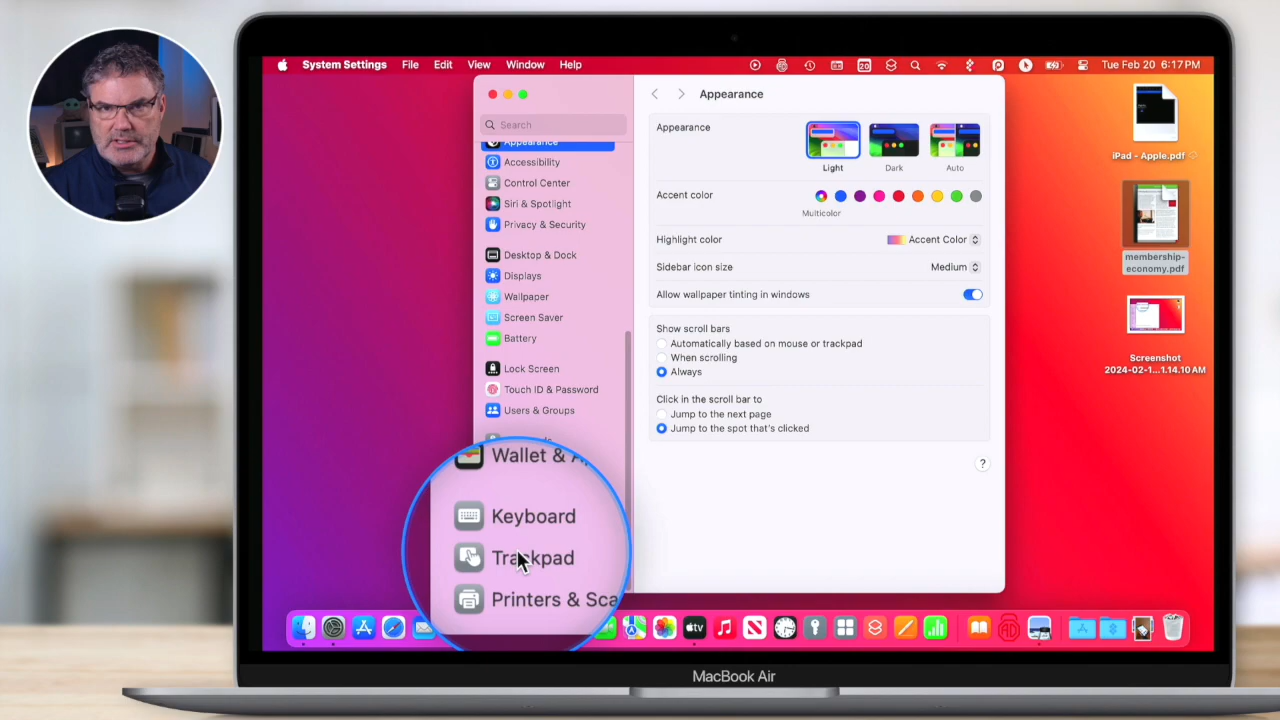 System Settings File Edit View Window Help
20
Tue Feb 20 6:17 PM
Search
Appearance
Accessibility
Control Center
Siri & Spotlight
Privacy & Security
Desktop & Dock
Displays
Wallpaper
Screen Saver
Battery
Lock Screen
Touch ID & Password
Users & Groups
Wallet &
Keyboard
Trackpad
Printers & Sca
Appearance
Appearance
Light
Dark
Auto
Accent color
Multicolor
Highlight color
Accent Color
Sidebar icon size
Medium
Allow wallpaper tinting in windows
Show scroll bars
Automatically based on mouse or trackpad
When scrolling
Always
Click in the scroll bar to
Jump to the next page
Jump to the spot that's clicked
?
iPad - Apple.pdf
membership-
economy.pdf
Screenshot
2024-02-1...1.14.10 AM
tv
MacBook Air